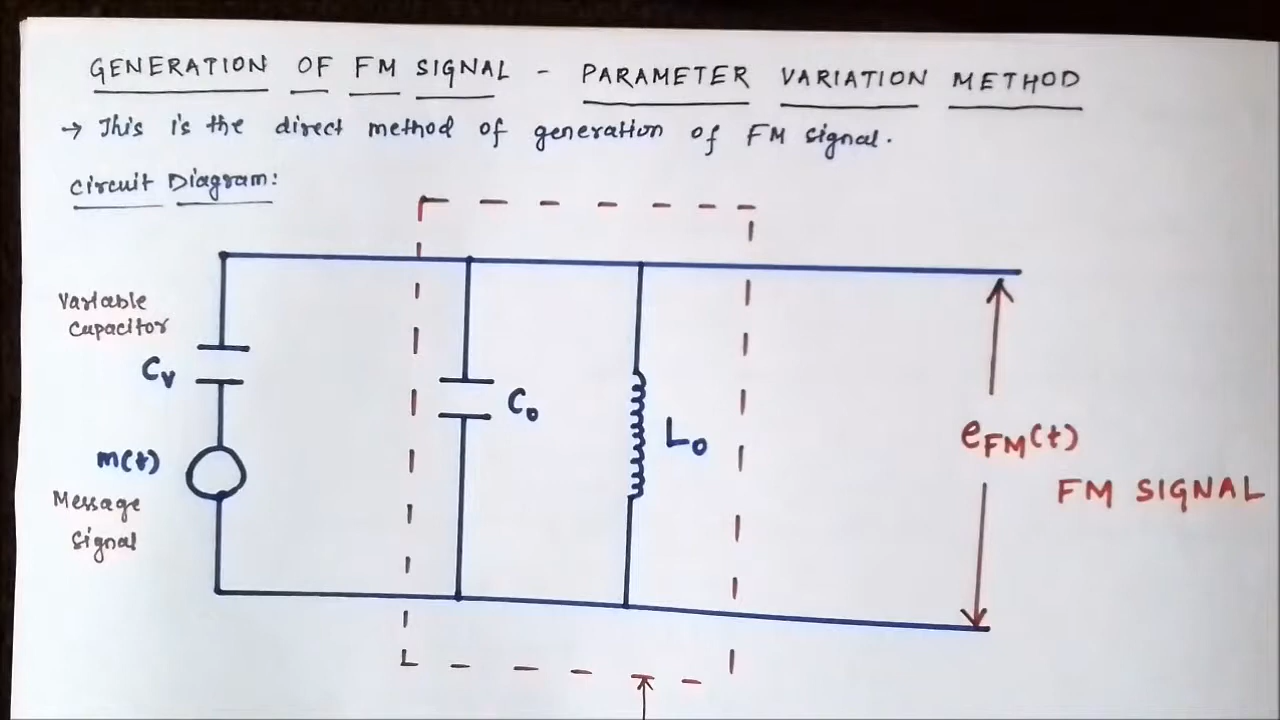 GENERATION OF FM SIGNAL - PARAMETER VARIATION METHOD
→ This is the direct method of generation of FM signal.
Circuit Diagram:
Variable
Capacitor
Cv
C₀
L₀
m(t)
Message
Signal
eFM(t)
FM SIGNAL